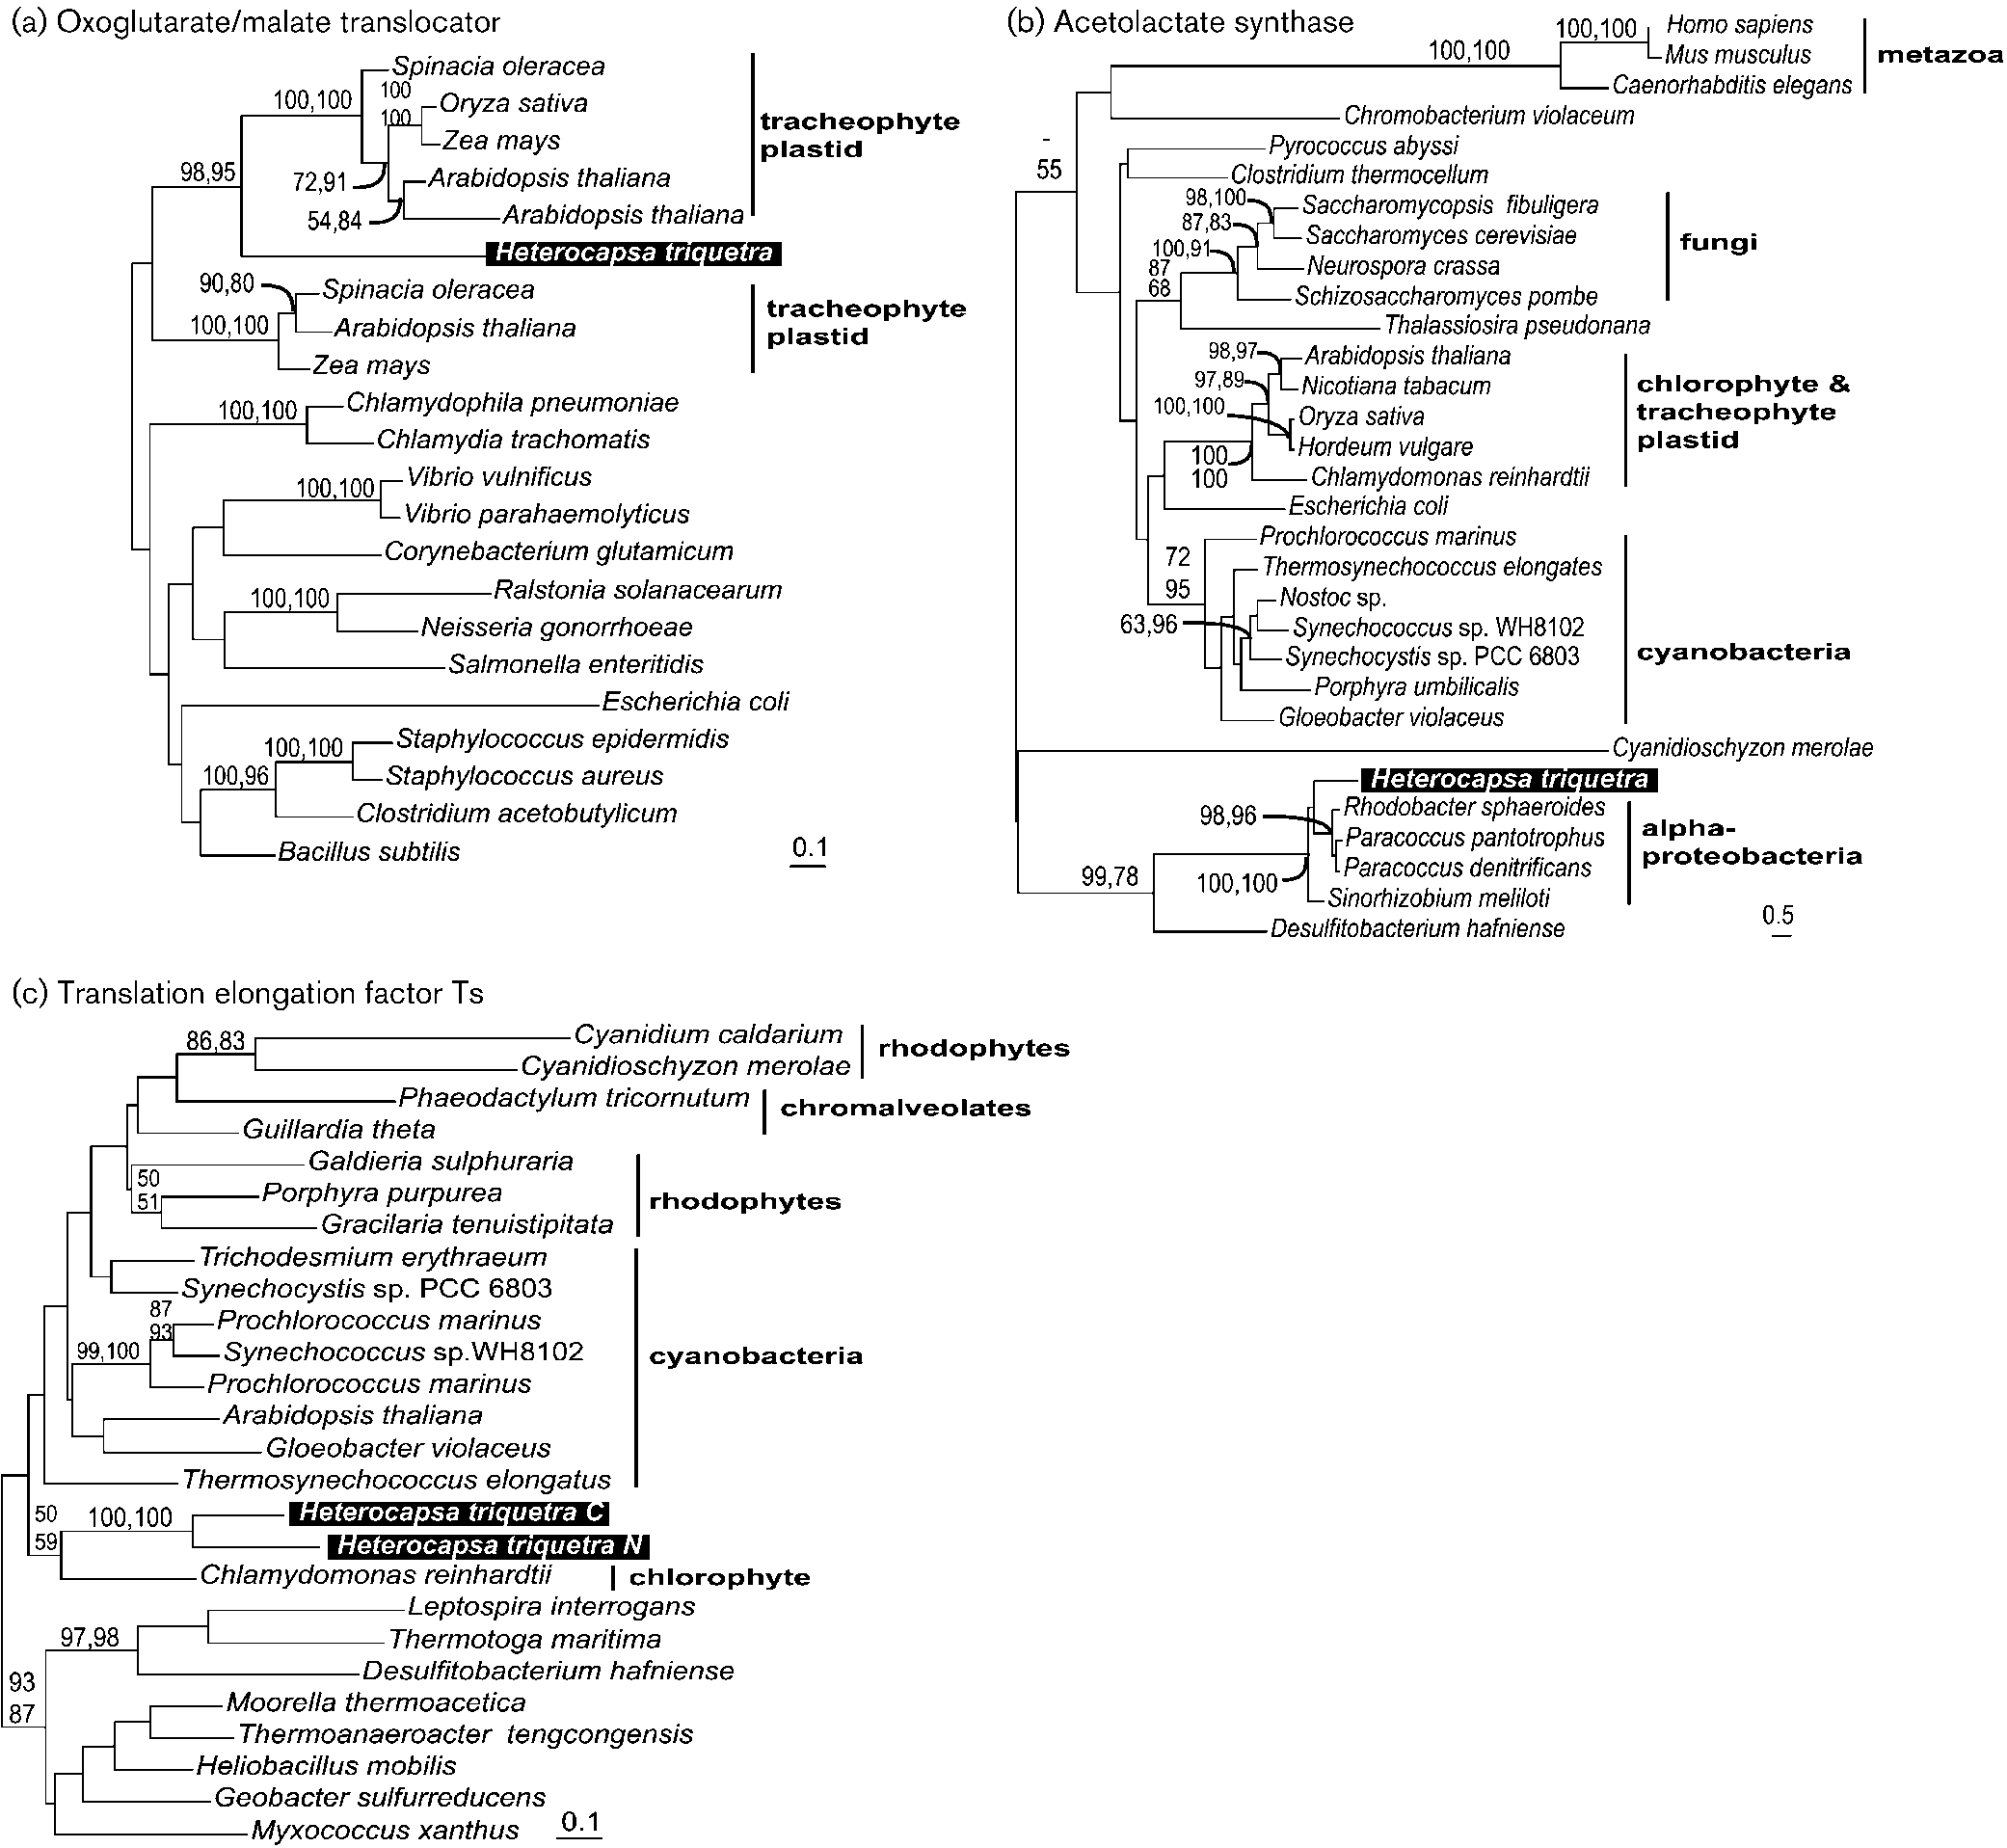 (a) Oxoglutarate/malate translocator
Spinacia oleracea
100,100
100
100
Oryza sativa
Zea mays
tracheophyte
plastid
98,95
72,91
Arabidopsis thaliana
54,84
Arabidopsis thaliana
Heterocapsa triquetra
90,80
Spinacia oleracea
100,100
Arabidopsis thaliana
tracheophyte
plastid
Zea mays
100,100
Chlamydophila pneumoniae
Chlamydia trachomatis
Vibrio vulnificus
100,100
Vibrio parahaemolyticus
Corynebacterium glutamicum
Ralstonia solanacearum
100,100
Neisseria gonorrhoeae
Salmonella enteritidis
Escherichia coli
Staphylococcus epidermidis
100,100
Staphylococcus aureus
100,96
Clostridium acetobutylicum
Bacillus subtilis
0.1
(b) Acetolactate synthase
Homo sapiens
100,100
100,100
Mus musculus
metazoa
Caenorhabditis elegans
Chromobacterium violaceum
-
55
Pyrococcus abyssi
Clostridium thermocellum
98,100
Saccharomycopsis fibuligera
87,83
Saccharomyces cerevisiae
fungi
100,91
Neurospora crassa
87
68
Schizosaccharomyces pombe
Thalassiosira pseudonana
98,97
Arabidopsis thaliana
97,89
Nicotiana tabacum
chlorophyte &
tracheophyte
plastid
100,100
Oryza sativa
Hordeum vulgare
100
100
Chlamydomonas reinhardtii
Escherichia coli
Prochlorococcus marinus
72
95
Thermosynechococcus elongates
Nostoc sp.
63,96
Synechococcus sp. WH8102
Synechocystis sp. PCC 6803
cyanobacteria
Porphyra umbilicalis
Gloeobacter violaceus
Cyanidioschyzon merolae
Heterocapsa triquetra
Rhodobacter sphaeroides
98,96
Paracoccus pantotrophus
alpha-
proteobacteria
Paracoccus denitrificans
99,78
100,100
Sinorhizobium meliloti
Desulfitobacterium hafniense
0.5
(c) Translation elongation factor Ts
86,83
Cyanidium caldarium
rhodophytes
Cyanidioschyzon merolae
Phaeodactylum tricornutum
chromalveolates
Guillardia theta
Galdieria sulphuraria
50
51
Porphyra purpurea
rhodophytes
Gracilaria tenuistipitata
Trichodesmium erythraeum
Synechocystis sp. PCC 6803
87
93
Prochlorococcus marinus
99,100
Synechococcus sp.WH8102
cyanobacteria
Prochlorococcus marinus
Arabidopsis thaliana
Gloeobacter violaceus
Thermosynechococcus elongatus
50
59
100,100
Heterocapsa triquetra C
Heterocapsa triquetra N
Chlamydomonas reinhardtii
chlorophyte
Leptospira interrogans
97,98
Thermotoga maritima
Desulfitobacterium hafniense
93
87
Moorella thermoacetica
Thermoanaeroacter tengcongensis
Heliobacillus mobilis
Geobacter sulfurreducens
Myxococcus xanthus
0.1